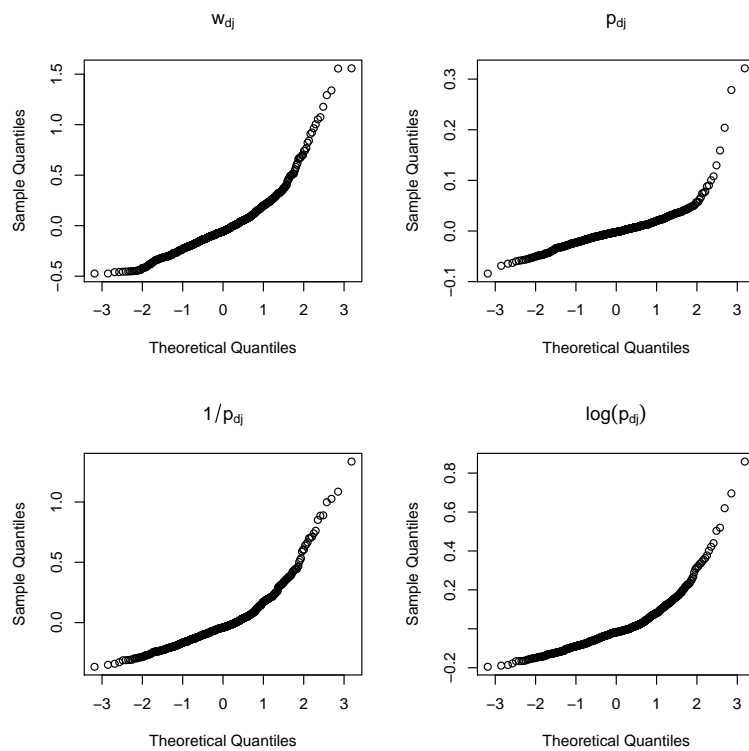 w_dj
p_dj
Sample Quantiles
−0.5 0.0 0.5 1.0 1.5
−3 −2 −1 0 1 2 3
Theoretical Quantiles
Sample Quantiles
−0.1 0.0 0.1 0.2 0.3
−3 −2 −1 0 1 2 3
Theoretical Quantiles
1/p_dj
log(p_dj)
Sample Quantiles
0.0 0.5 1.0
−3 −2 −1 0 1 2 3
Theoretical Quantiles
Sample Quantiles
−0.2 0.0 0.2 0.4 0.6 0.8
−3 −2 −1 0 1 2 3
Theoretical Quantiles